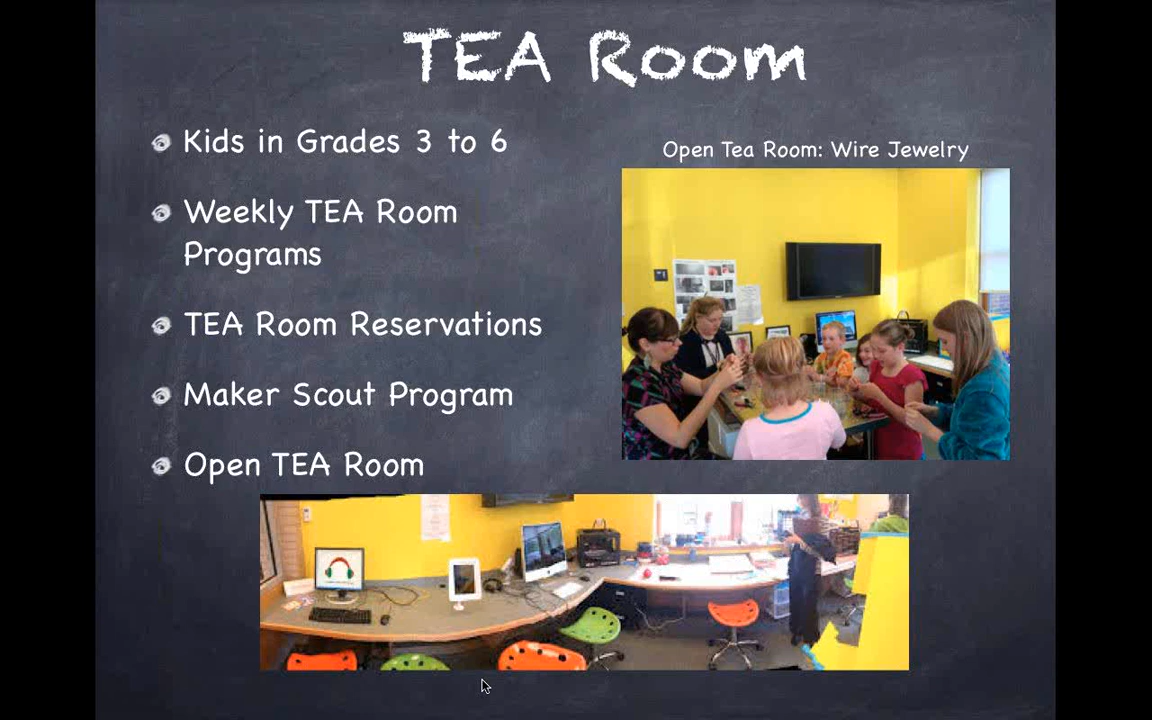 TEA Room
Kids in Grades 3 to 6
Weekly TEA Room
Programs
TEA Room Reservations
Maker Scout Program
Open TEA Room
Open Tea Room: Wire Jewelry